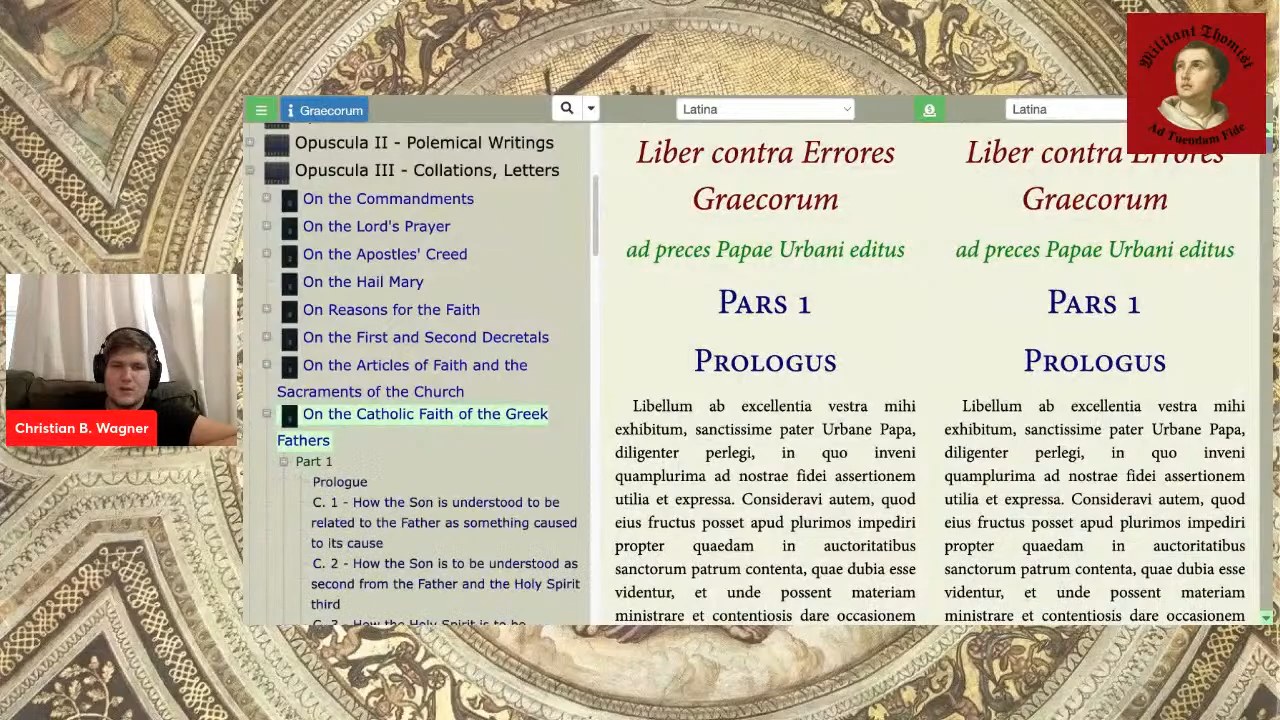 Militant Thomist
Ad Tuendam Fide
Graecorum
Latina
Latina
Opuscula II - Polemical Writings
Opuscula III - Collations, Letters
On the Commandments
On the Lord's Prayer
On the Apostles' Creed
On the Hail Mary
On Reasons for the Faith
On the First and Second Decretals
On the Articles of Faith and the
Sacraments of the Church
On the Catholic Faith of the Greek
Fathers
Part 1
Prologue
C. 1 - How the Son is understood to be
related to the Father as something caused
to its cause
C. 2 - How the Son is to be understood as
second from the Father and the Holy Spirit
third
C. 3 - How the Holy Spirit is to be
Liber contra Errores
Graecorum
ad preces Papae Urbani editus
Pars 1
Prologus
Libellum ab excellentia vestra mihi
exhibitum, sanctissime pater Urbane Papa,
diligenter perlegi, in quo inveni
quamplurima ad nostrae fidei assertionem
utilia et expressa. Consideravi autem, quod
eius fructus posset apud plurimos impediri
propter quaedam in auctoritatibus
sanctorum patrum contenta, quae dubia esse
videntur, et unde possent materiam
ministrare et contentiosis dare occasionem
Liber contra Errores
Graecorum
ad preces Papae Urbani editus
Pars 1
Prologus
Libellum ab excellentia vestra mihi
exhibitum, sanctissime pater Urbane Papa,
diligenter perlegi, in quo inveni
quamplurima ad nostrae fidei assertionem
utilia et expressa. Consideravi autem, quod
eius fructus posset apud plurimos impediri
propter quaedam in auctoritatibus
sanctorum patrum contenta, quae dubia esse
videntur, et unde possent materiam
ministrare et contentiosis dare occasionem
Christian B. Wagner